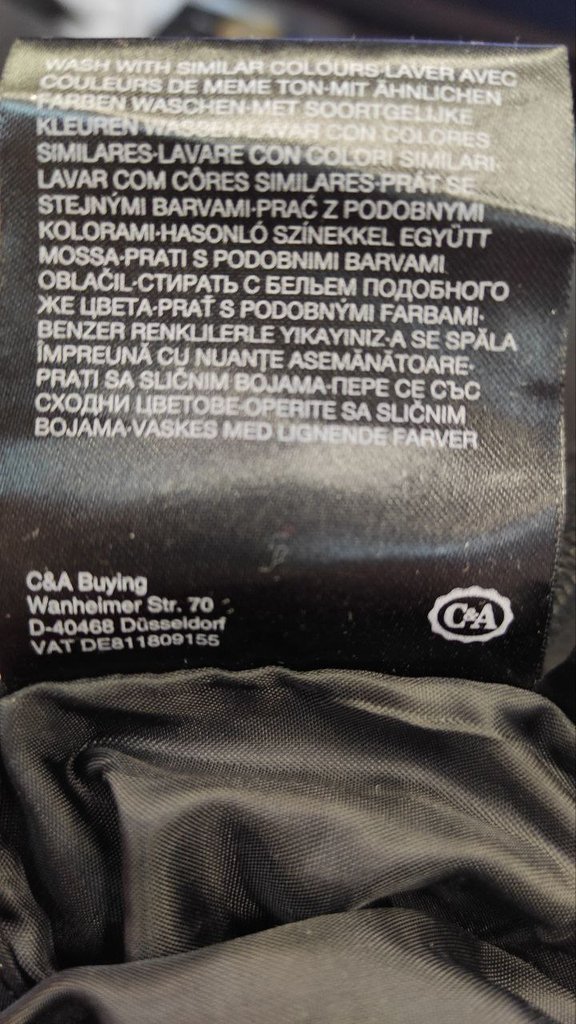 WASH WITH SIMILAR COLOURS·LAVER AVEC
COULEURS DE MEME TON·MIT ÄHNLICHEN
FARBEN WASCHEN·MET SOORTGELIJKE
KLEUREN WASSEN·LAVAR CON COLORES
SIMILARES·LAVARE CON COLORI SIMILARI·
LAVAR COM CÔRES SIMILARES·PRÁT SE
STEJNÝMI BARVAMI·PRAĆ Z PODOBNYMI
KOLORAMI·HASONLÓ SZÍNEKKEL EGYÜTT
MOSSA·PRATI S PODOBNIMI BARVAMI
OBLAČIL·СТИРАТЬ С БЕЛЬЕМ ПОДОБНОГО
ЖЕ ЦВЕТА·PRAŤ S PODOBNÝMI FARBAMI·
BENZER RENKLILERLE YIKAYINIZ·A SE SPĂLA
ÎMPREUNĂ CU NUANŢE ASEMĂNĂTOARE·
PRATI SA SLIČNIM BOJAMA·ПЕРЕ СЕ СЪС
СХОДНИ ЦВЕТОВЕ·OPERITE SA SLIČNIM
BOJAMA·VASKES MED LIGNENDE FARVER
C&A Buying
Wanheimer Str. 70
D-40468 Düsseldorf
VAT DE811809155
C&A